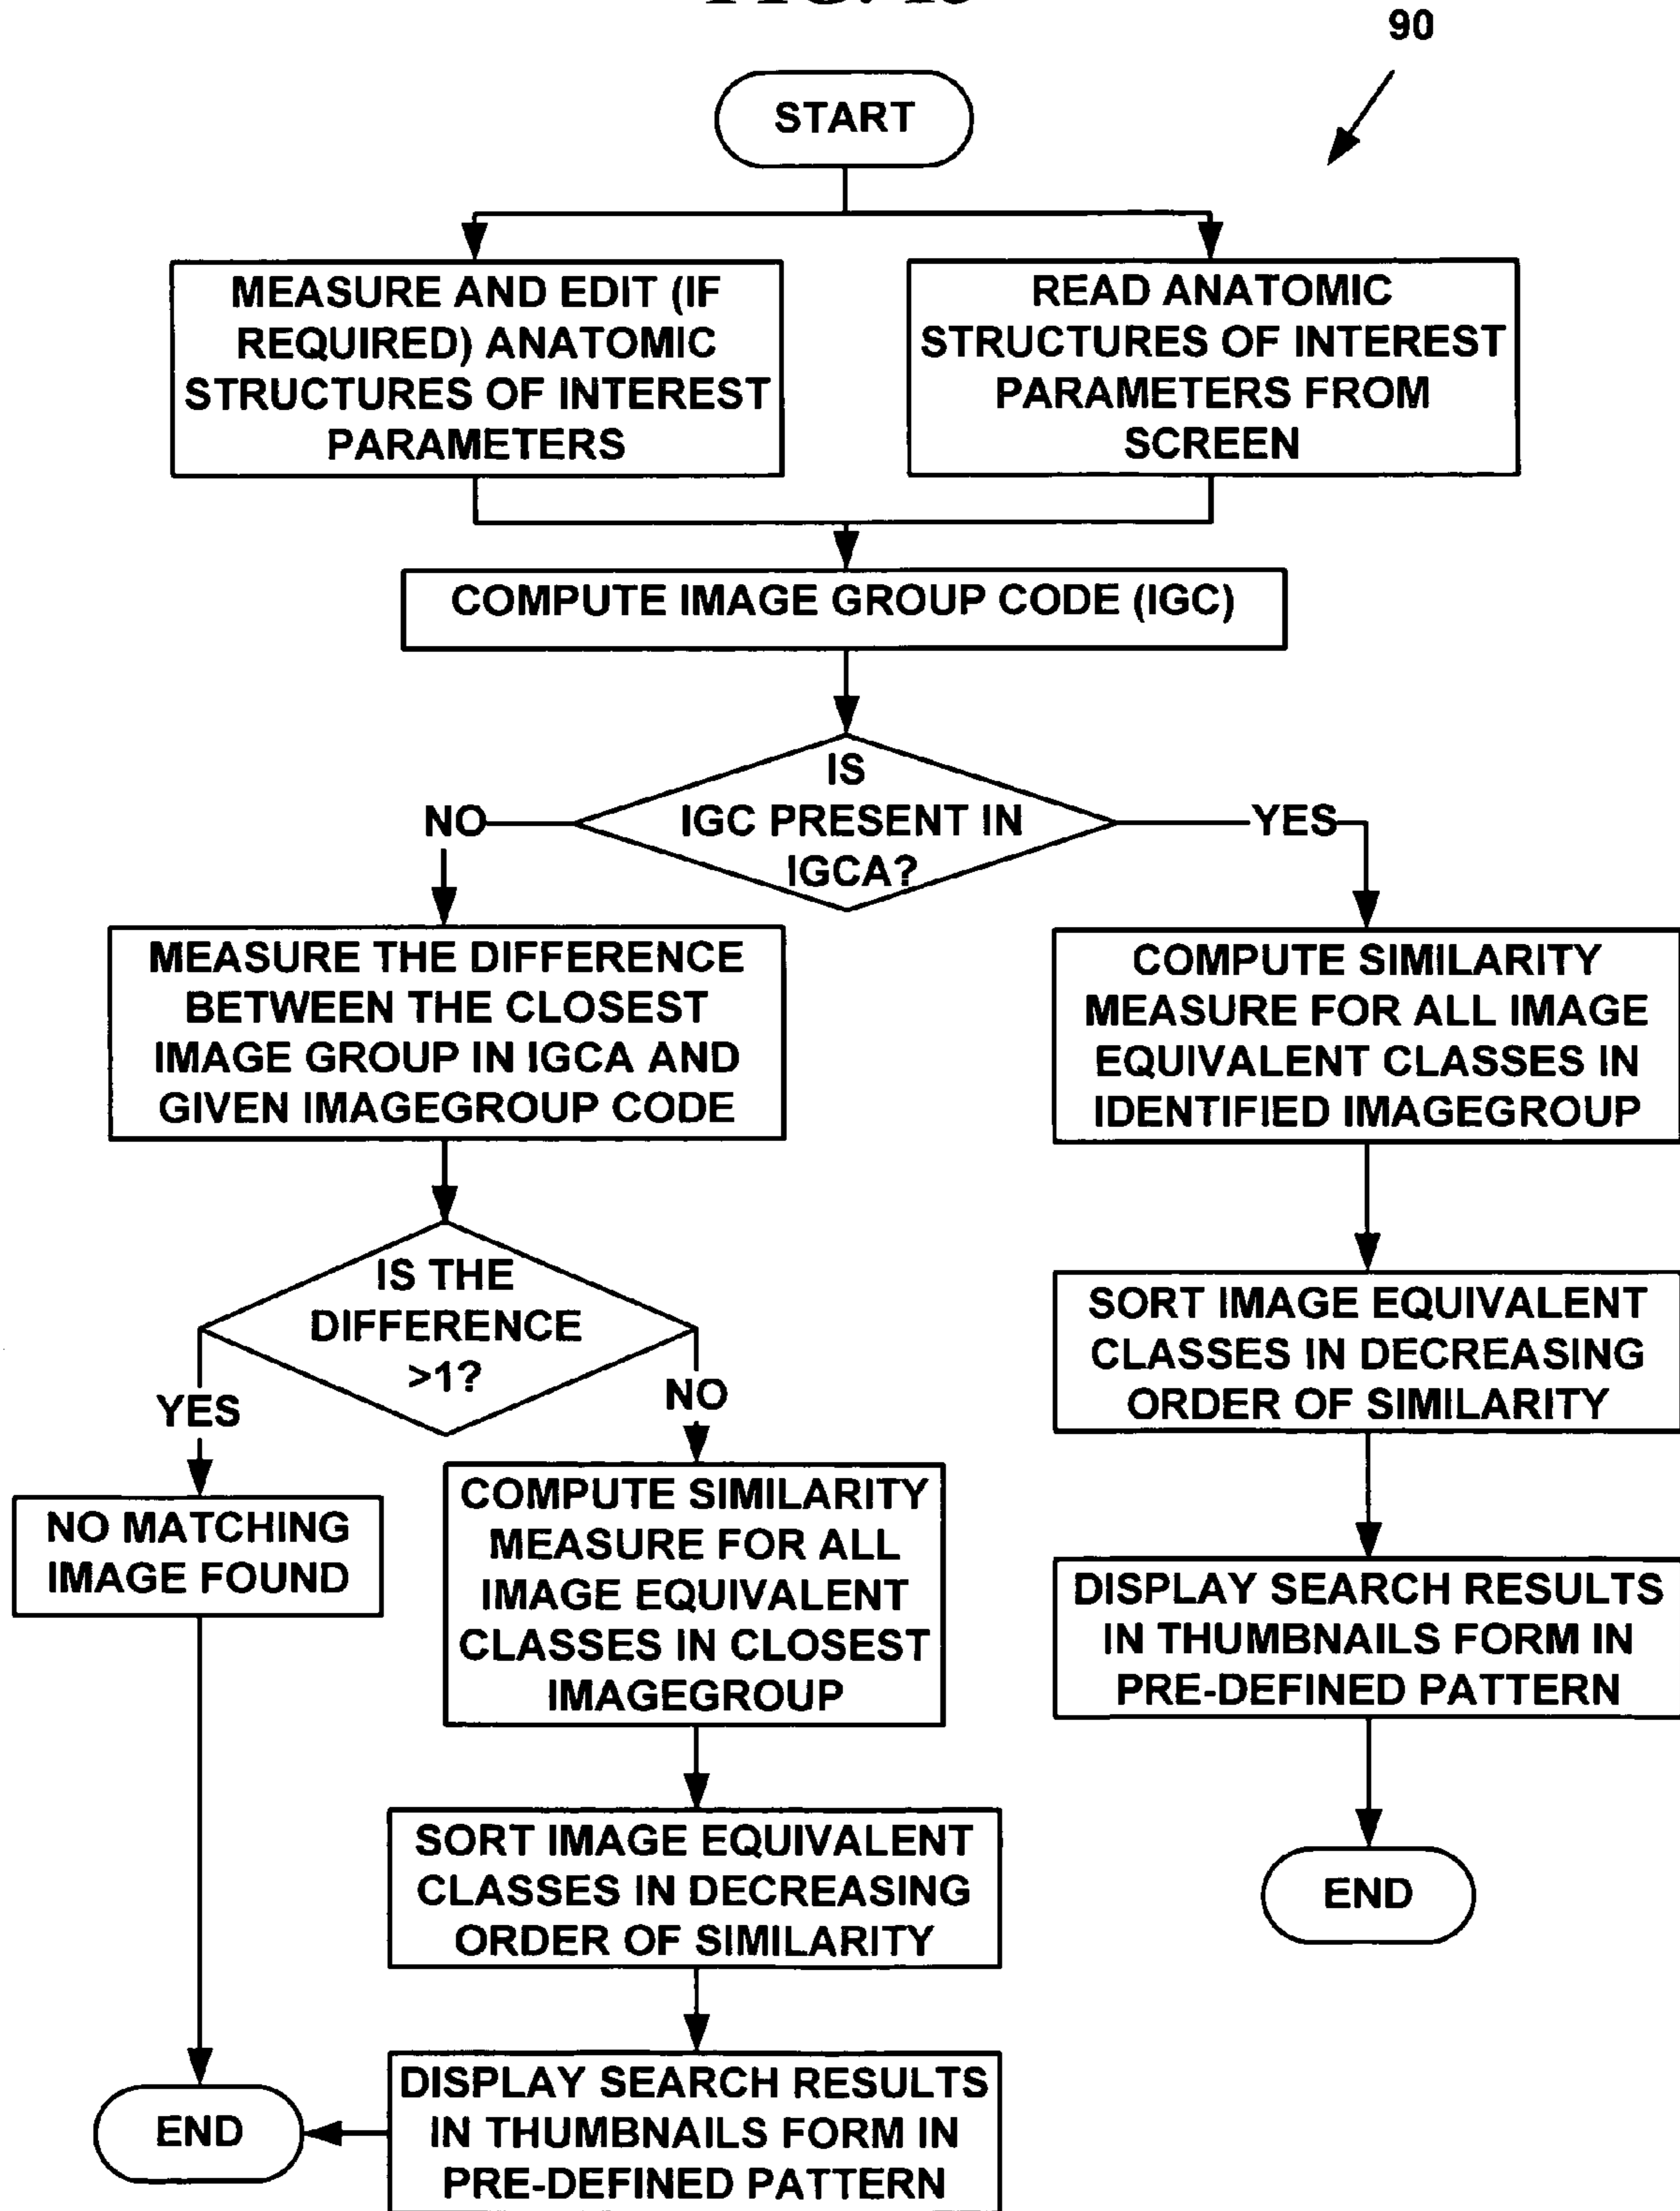 90
START
MEASURE AND EDIT (IF
REQUIRED) ANATOMIC
STRUCTURES OF INTEREST
PARAMETERS
READ ANATOMIC
STRUCTURES OF INTEREST
PARAMETERS FROM
SCREEN
COMPUTE IMAGE GROUP CODE (IGC)
IS
IGC PRESENT IN
IGCA?
NO
YES
MEASURE THE DIFFERENCE
BETWEEN THE CLOSEST
IMAGE GROUP IN IGCA AND
GIVEN IMAGEGROUP CODE
COMPUTE SIMILARITY
MEASURE FOR ALL IMAGE
EQUIVALENT CLASSES IN
IDENTIFIED IMAGEGROUP
IS THE
DIFFERENCE
>1?
YES
NO
SORT IMAGE EQUIVALENT
CLASSES IN DECREASING
ORDER OF SIMILARITY
NO MATCHING
IMAGE FOUND
COMPUTE SIMILARITY
MEASURE FOR ALL
IMAGE EQUIVALENT
CLASSES IN CLOSEST
IMAGEGROUP
DISPLAY SEARCH RESULTS
IN THUMBNAILS FORM IN
PRE-DEFINED PATTERN
SORT IMAGE EQUIVALENT
CLASSES IN DECREASING
ORDER OF SIMILARITY
END
DISPLAY SEARCH RESULTS
IN THUMBNAILS FORM IN
PRE-DEFINED PATTERN
END